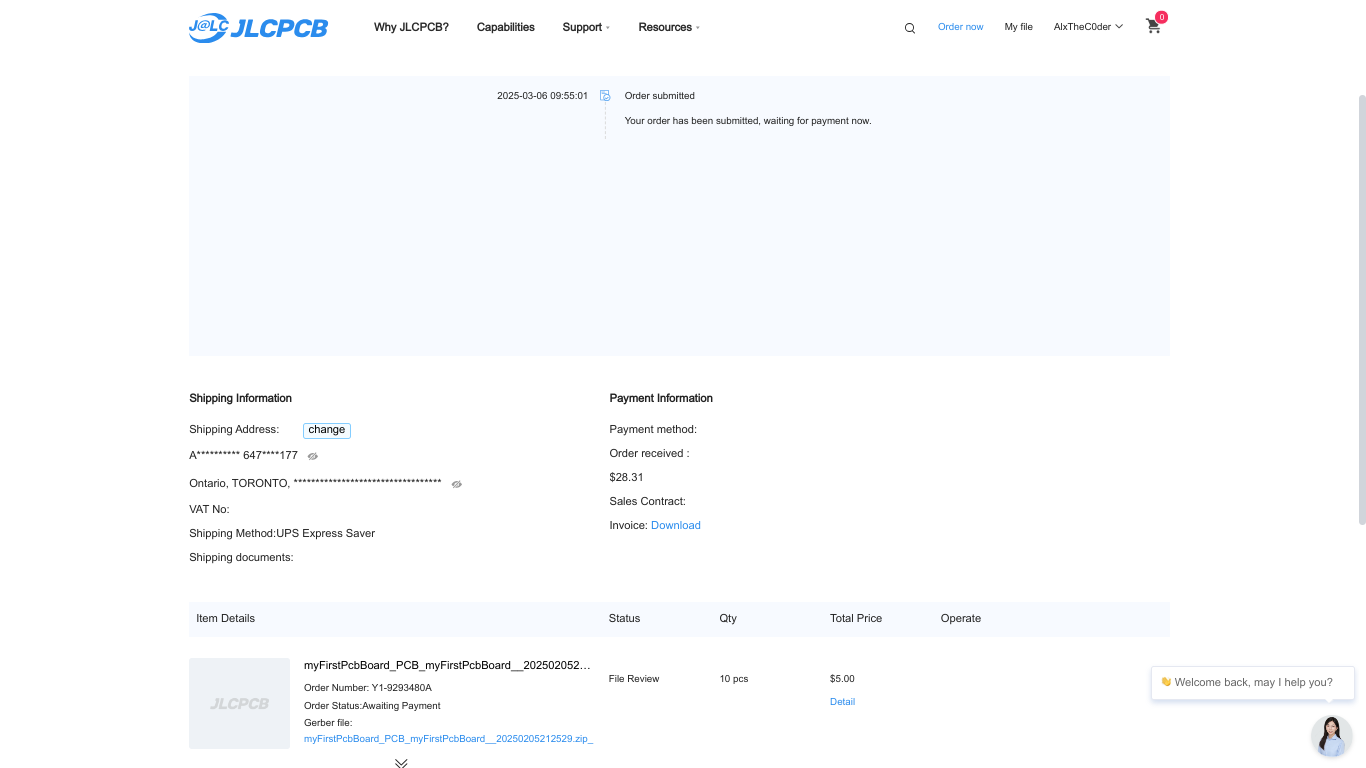 J@LC JLCPCB
Why JLCPCB? Capabilities Support Resources Order now My file AlxTheC0der 0
2025-03-06 09:55:01 Order submitted
Your order has been submitted, waiting for payment now.
Shipping Information
Shipping Address: change
A********** 647****177
Ontario, TORONTO, **********************************
VAT No:
Shipping Method:UPS Express Saver
Shipping documents:
Payment Information
Payment method:
Order received :
$28.31
Sales Contract:
Invoice: Download
Item Details Status Qty Total Price Operate
JLCPCB
myFirstPcbBoard_PCB_myFirstPcbBoard__202502052…
Order Number: Y1-9293480A
Order Status:Awaiting Payment
Gerber file:
myFirstPcbBoard_PCB_myFirstPcbBoard__20250205212529.zip_
File Review 10 pcs $5.00
Detail
👋 Welcome back, may I help you?